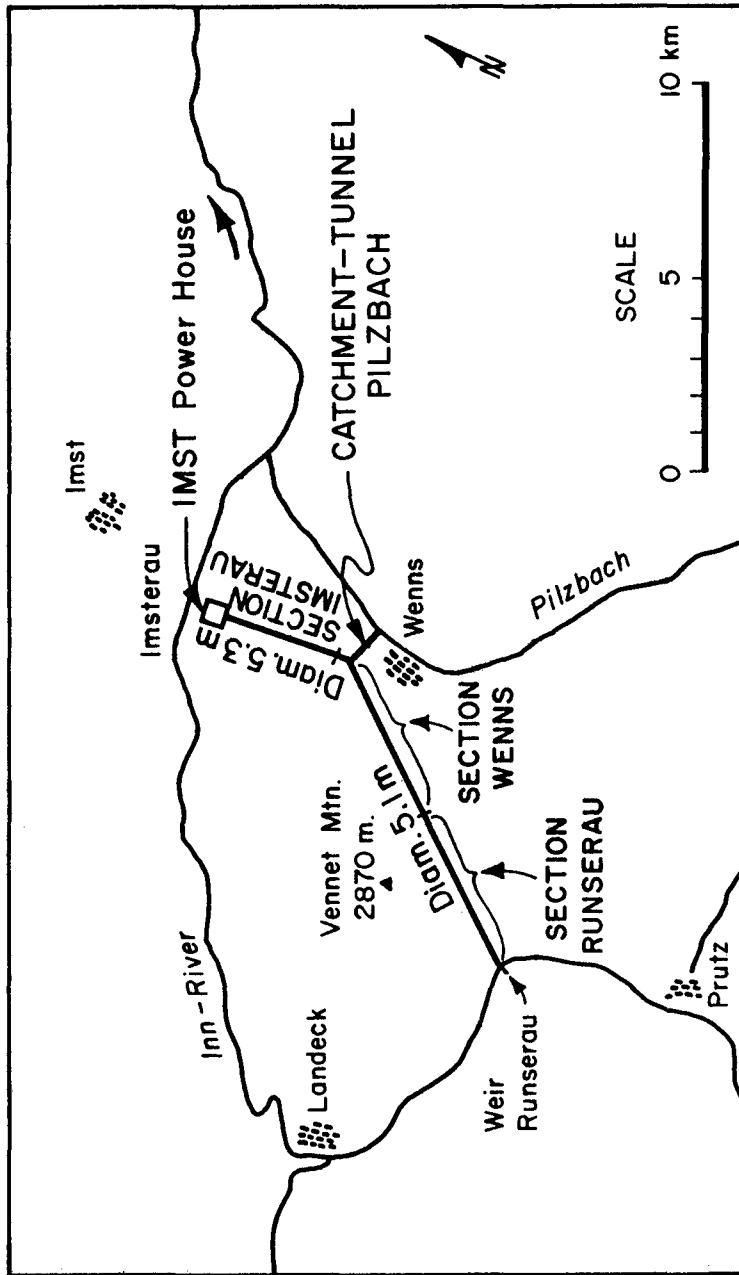 Imst
Imsterau
IMST Power House
Inn-River
Landeck
SECTION
IMSTERAU
Diam. 5.3 m
CATCHMENT-TUNNEL
PILZBACH
Vennet Mtn.
2870 m.
Diam. 5.1 m
Wenns
SECTION
WENNS
Pilzbach
Weir
Runserau
SECTION
RUNSERAU
Prutz
N
SCALE
0
5
10 km